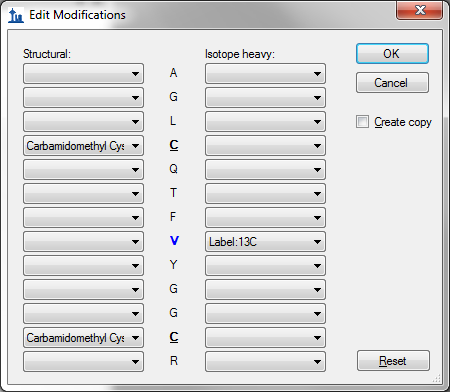 Edit Modifications
Structural: Isotope heavy:
A
G
L
Carbamidomethyl Cys C
Q
T
F
V Label:13C
Y
G
G
Carbamidomethyl Cys C
R
OK
Cancel
Create copy
Reset